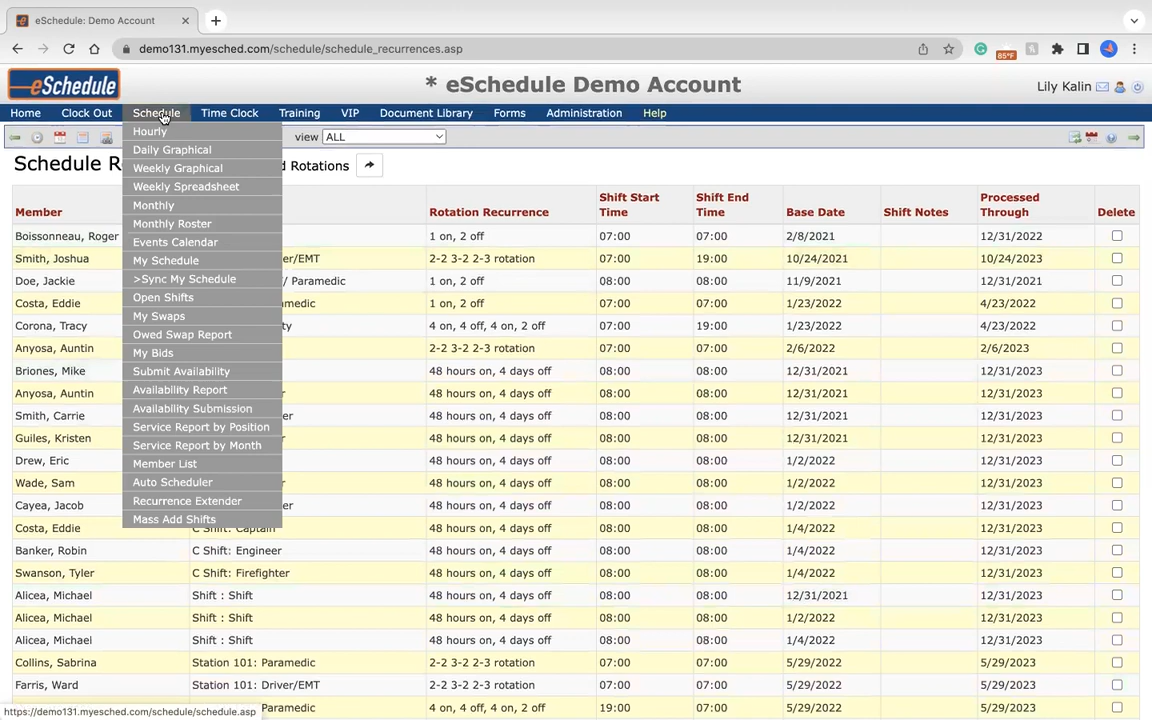 eSchedule: Demo Account
demo131.myesched.com/schedule/schedule_recurrences.asp
85°F
eSchedule
* eSchedule Demo Account
Lily Kalin
Home Clock Out Schedule Time Clock Training VIP Document Library Forms Administration Help
view ALL
Schedule R d Rotations
Hourly
Daily Graphical
Weekly Graphical
Weekly Spreadsheet
Monthly
Monthly Roster
Events Calendar
My Schedule
>Sync My Schedule
Open Shifts
My Swaps
Owed Swap Report
My Bids
Submit Availability
Availability Report
Availability Submission
Service Report by Position
Service Report by Month
Member List
Auto Scheduler
Recurrence Extender
Mass Add Shifts
Member Rotation Recurrence Shift Start Time Shift End Time Base Date Shift Notes Processed Through Delete
Boissonneau, Roger 1 on, 2 off 07:00 07:00 2/8/2021 12/31/2022
Smith, Joshua er/EMT 2-2 3-2 2-3 rotation 07:00 19:00 10/24/2021 10/24/2023
Doe, Jackie / Paramedic 08:00 08:00 11/9/2021 12/31/2021
Costa, Eddie medic 1 on, 2 off 07:00 07:00 1/23/2022 4/23/2022
Corona, Tracy ty 4 on, 4 off, 4 on, 2 off 07:00 19:00 1/23/2022 4/23/2022
Anyosa, Auntin 2-2 3-2 2-3 rotation 07:00 07:00 2/6/2022 2/6/2023
Briones, Mike 48 hours on, 4 days off 08:00 08:00 12/31/2021 12/31/2023
Anyosa, Auntin r 48 hours on, 4 days off 08:00 08:00 12/31/2021 12/31/2023
Smith, Carrie er 48 hours on, 4 days off 08:00 08:00 12/31/2021 12/31/2023
Guiles, Kristen r 48 hours on, 4 days off 08:00 08:00 12/31/2021 12/31/2023
Drew, Eric 48 hours on, 4 days off 08:00 08:00 1/2/2022 12/31/2023
Wade, Sam r 48 hours on, 4 days off 08:00 08:00 1/2/2022 12/31/2023
Cayea, Jacob er 48 hours on, 4 days off 08:00 08:00 1/2/2022 12/31/2023
Costa, Eddie C Shift: Captain 48 hours on, 4 days off 08:00 08:00 1/4/2022 12/31/2023
Banker, Robin C Shift: Engineer 48 hours on, 4 days off 08:00 08:00 1/4/2022 12/31/2023
Swanson, Tyler C Shift: Firefighter 48 hours on, 4 days off 08:00 08:00 1/4/2022 12/31/2023
Alicea, Michael Shift : Shift 48 hours on, 4 days off 08:00 08:00 12/31/2021 12/31/2023
Alicea, Michael Shift : Shift 48 hours on, 4 days off 08:00 08:00 1/2/2022 12/31/2023
Alicea, Michael Shift : Shift 48 hours on, 4 days off 08:00 08:00 1/4/2022 12/31/2023
Collins, Sabrina Station 101: Paramedic 2-2 3-2 2-3 rotation 07:00 07:00 5/29/2022 5/29/2023
Farris, Ward Station 101: Driver/EMT 2-2 3-2 2-3 rotation 07:00 07:00 5/29/2022 5/29/2023
Paramedic 4 on, 4 off, 4 on, 2 off 19:00 07:00 5/29/2022 5/29/2023
https://demo131.myesched.com/schedule/schedule.asp